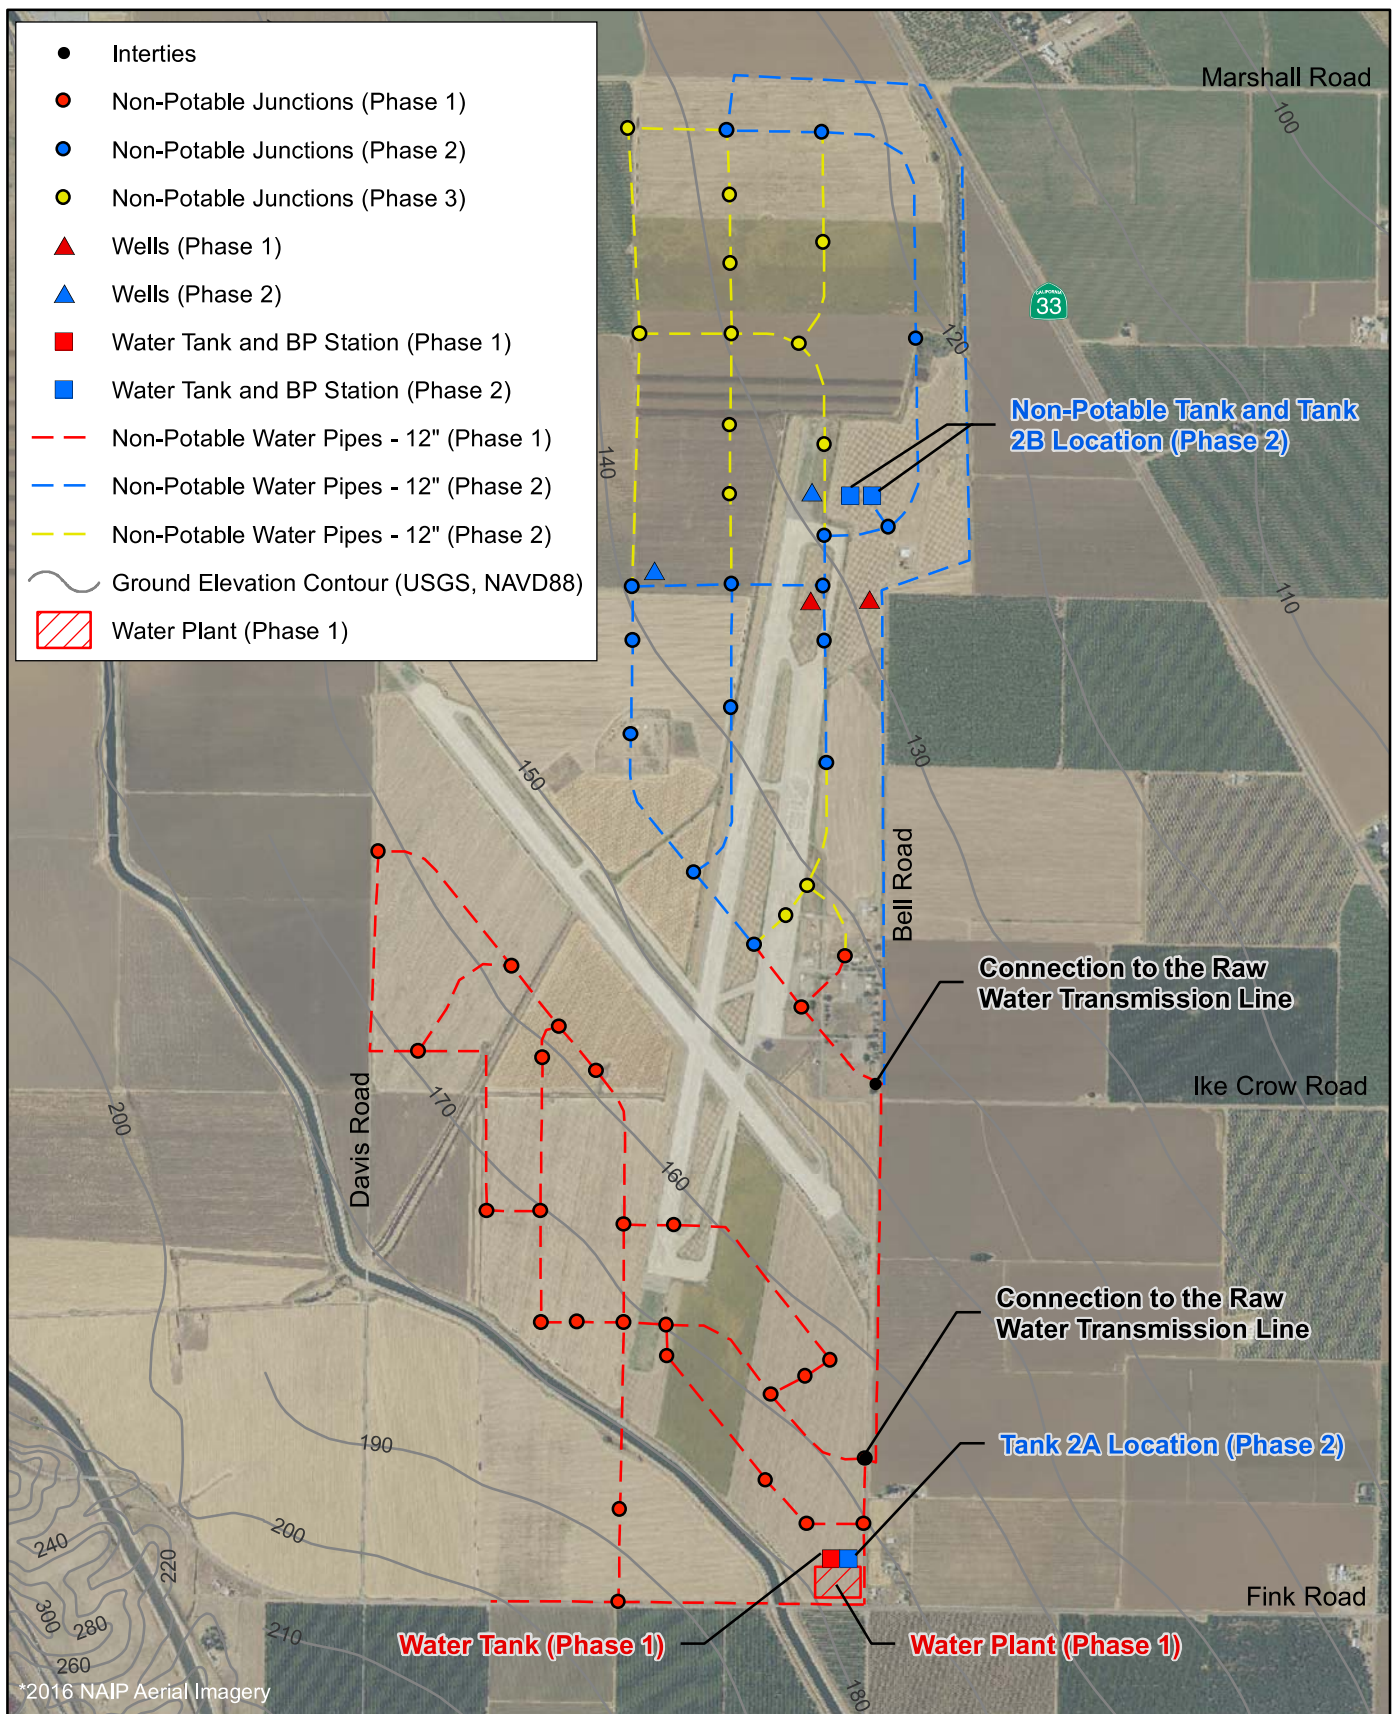 Interties
Non-Potable Junctions (Phase 1)
Non-Potable Junctions (Phase 2)
Non-Potable Junctions (Phase 3)
Wells (Phase 1)
Wells (Phase 2)
Water Tank and BP Station (Phase 1)
Water Tank and BP Station (Phase 2)
Non-Potable Water Pipes - 12" (Phase 1)
Non-Potable Water Pipes - 12" (Phase 2)
Non-Potable Water Pipes - 12" (Phase 2)
Ground Elevation Contour (USGS, NAVD88)
Water Plant (Phase 1)
Marshall Road
100
CALIFORNIA
33
120
Non-Potable Tank and Tank
2B Location (Phase 2)
140
110
130
150
Bell Road
Connection to the Raw
Water Transmission Line
Ike Crow Road
170
200
Davis Road
160
Connection to the Raw
Water Transmission Line
190
Tank 2A Location (Phase 2)
200
240
220
300
280
260
210
Fink Road
Water Tank (Phase 1)
Water Plant (Phase 1)
180
*2016 NAIP Aerial Imagery